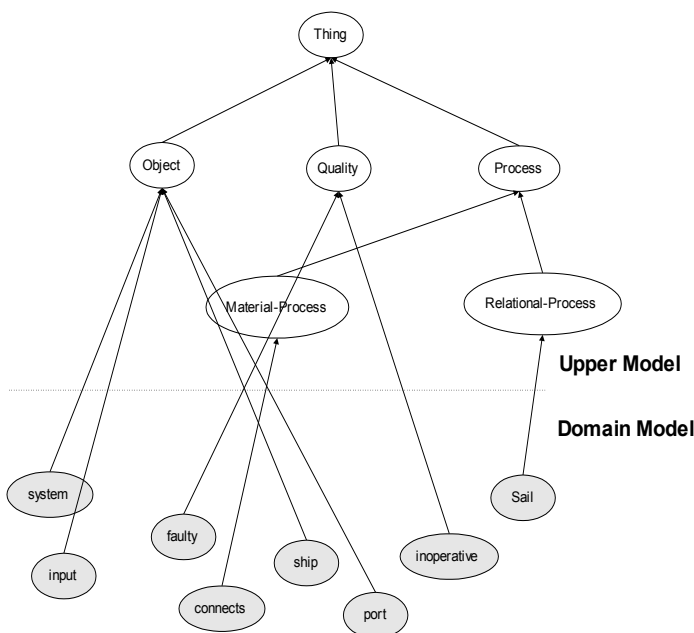 Thing
Object
Quality
Process
Material-Process
Relational-Process
Upper Model
Domain Model
system
Sail
faulty
inoperative
ship
input
connects
port